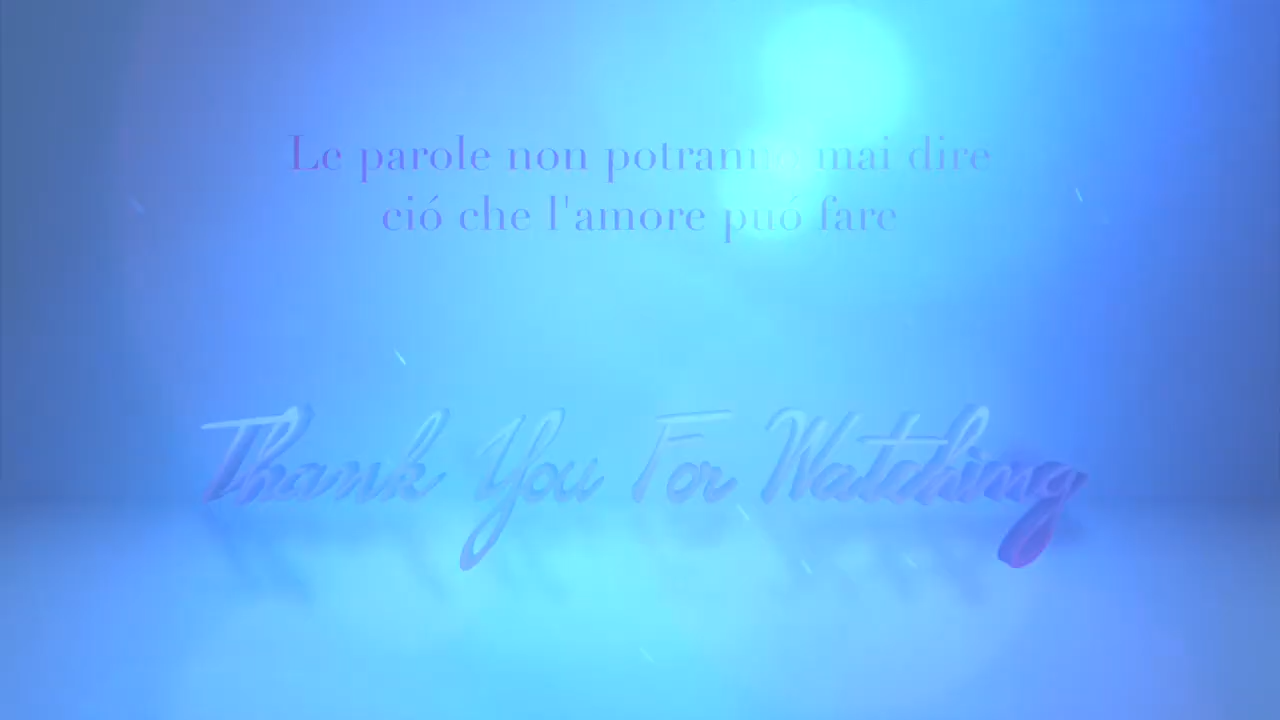 Le parole non potranno mai dire
ció che l'amore puó fare
Thank You For Watching